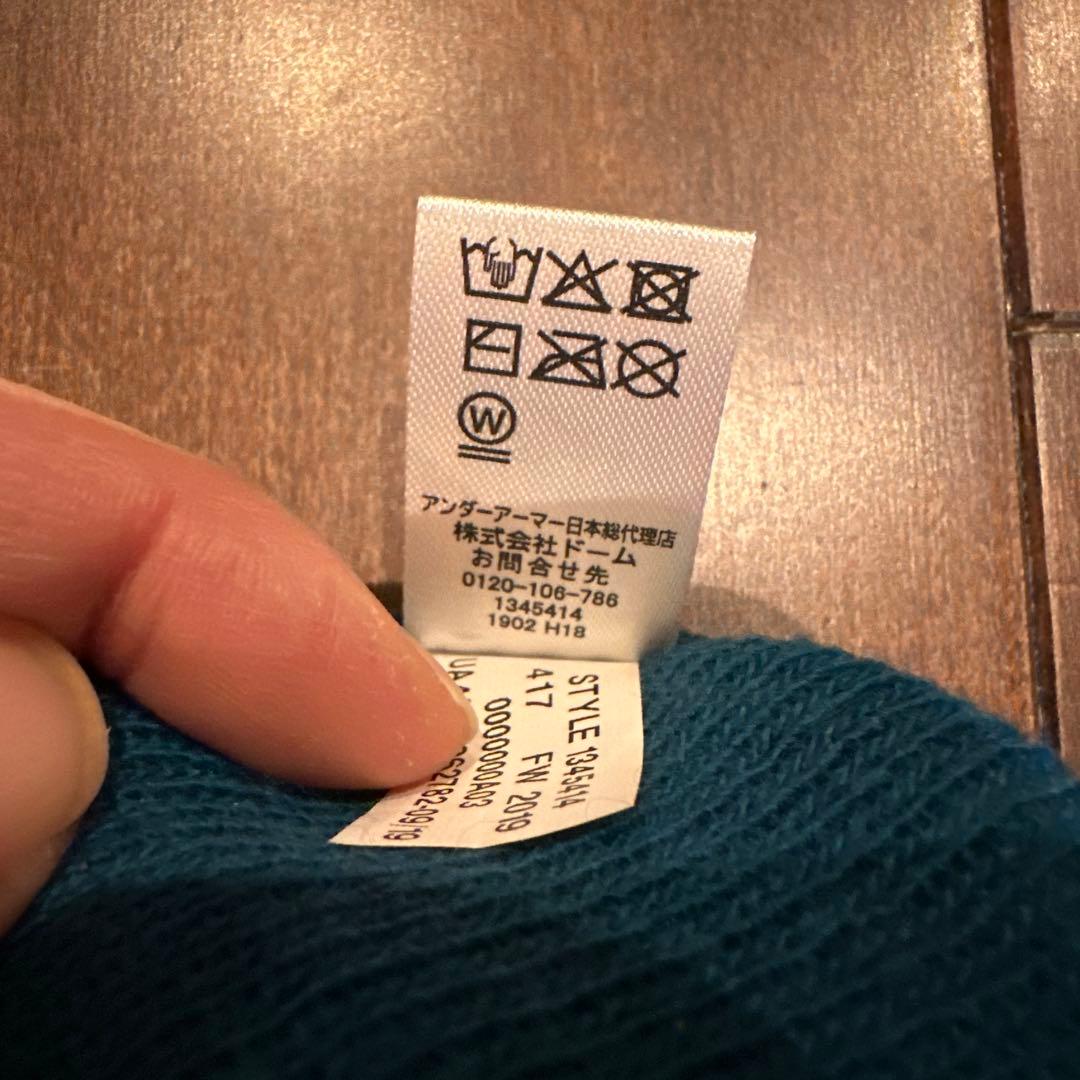 W
アンダーアーマー日本総代理店
株式会社ドーム
お問合せ先
0120-106-786
1345414
1902 H18
STYLE 1345414
417 FW 2019
0000000A03